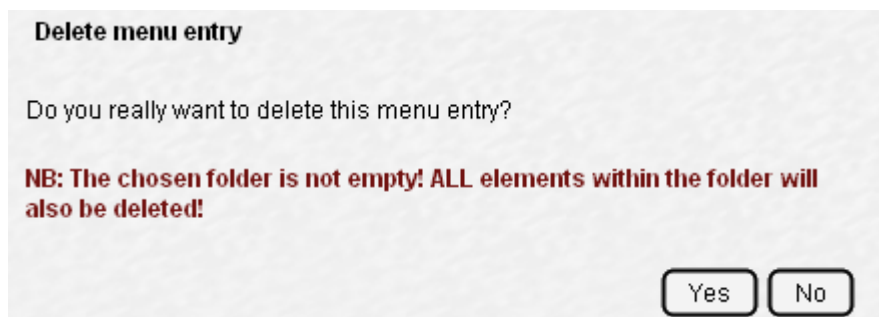 Delete menu entry
Do you really want to delete this menu entry?
NB: The chosen folder is not empty! ALL elements within the folder will
also be deleted!
Yes No